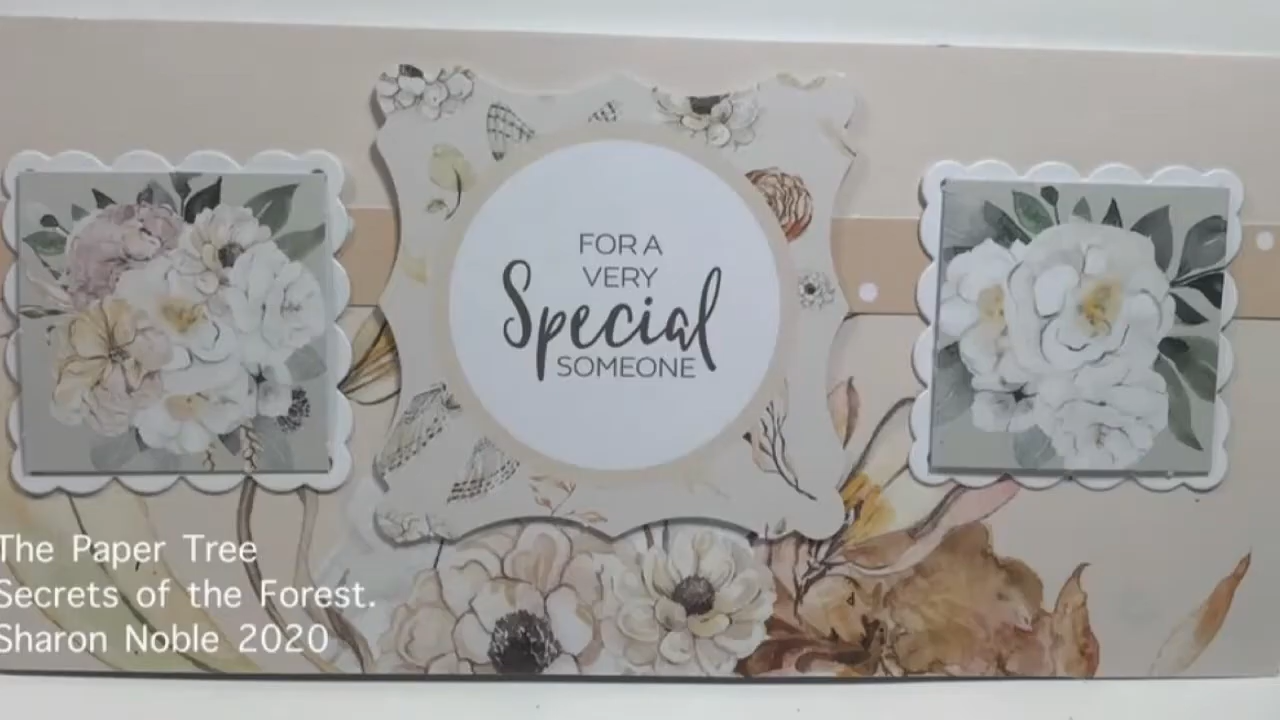 FOR A
VERY
Special
SOMEONE
The Paper Tree
Secrets of the Forest.
Sharon Noble 2020